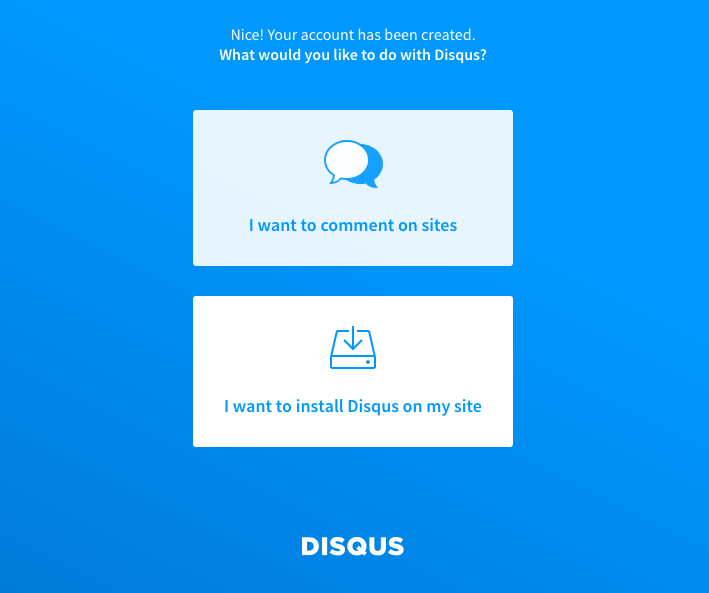 Nice! Your account has been created.
What would you like to do with Disqus?
I want to comment on sites
I want to install Disqus on my site
DISQUS